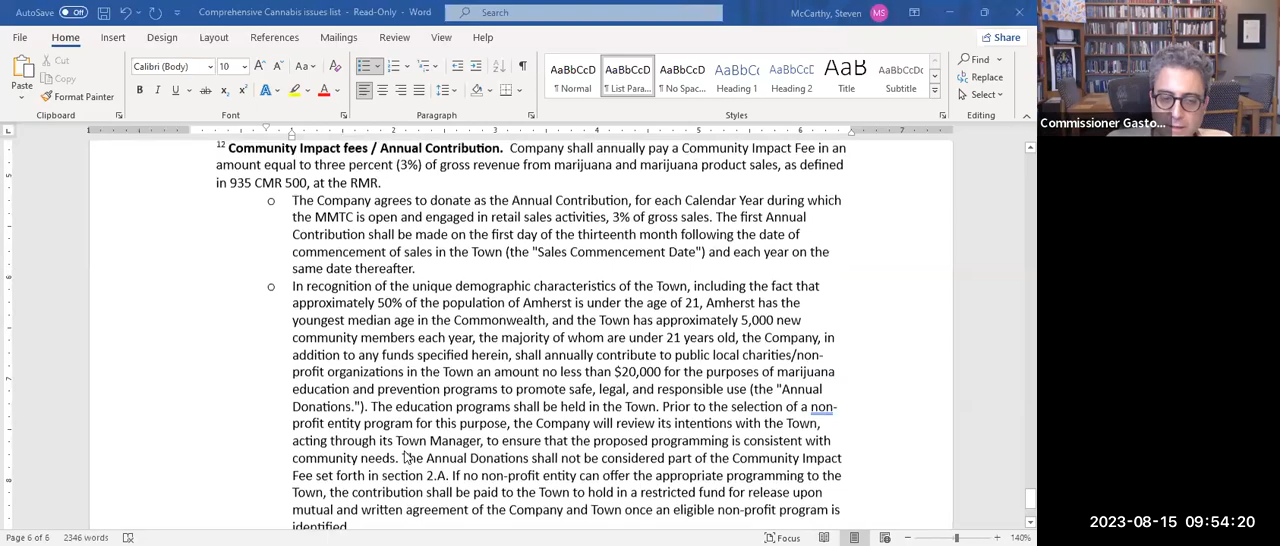 AutoSave Off
Comprehensive Cannabis issues list - Read-Only - Word
Search
McCarthy, Steven MS
File Home Insert Design Layout References Mailings Review View Help Share
Paste Cut Copy Format Painter
Calibri (Body) 10 Aa
B I U ab x₂ x² A A
AaBbCcD ¶ Normal AaBbCcD ¶ List Para... AaBbCcD ¶ No Spac... AaBbCc Heading 1 AaBbCcD Heading 2 AaB Title AaBbCcDc Subtitle
Find Replace Select
Clipboard Font Paragraph Styles Editing
Commissioner Gasto...
1 1 2 3 4 5 6 7
12 Community Impact fees / Annual Contribution. Company shall annually pay a Community Impact Fee in an
amount equal to three percent (3%) of gross revenue from marijuana and marijuana product sales, as defined
in 935 CMR 500, at the RMR.
o The Company agrees to donate as the Annual Contribution, for each Calendar Year during which
the MMTC is open and engaged in retail sales activities, 3% of gross sales. The first Annual
Contribution shall be made on the first day of the thirteenth month following the date of
commencement of sales in the Town (the "Sales Commencement Date") and each year on the
same date thereafter.
o In recognition of the unique demographic characteristics of the Town, including the fact that
approximately 50% of the population of Amherst is under the age of 21, Amherst has the
youngest median age in the Commonwealth, and the Town has approximately 5,000 new
community members each year, the majority of whom are under 21 years old, the Company, in
addition to any funds specified herein, shall annually contribute to public local charities/non-
profit organizations in the Town an amount no less than $20,000 for the purposes of marijuana
education and prevention programs to promote safe, legal, and responsible use (the "Annual
Donations."). The education programs shall be held in the Town. Prior to the selection of a non-
profit entity program for this purpose, the Company will review its intentions with the Town,
acting through its Town Manager, to ensure that the proposed programming is consistent with
community needs. The Annual Donations shall not be considered part of the Community Impact
Fee set forth in section 2.A. If no non-profit entity can offer the appropriate programming to the
Town, the contribution shall be paid to the Town to hold in a restricted fund for release upon
mutual and written agreement of the Company and Town once an eligible non-profit program is
identified.
5
6
7
8
Page 6 of 6 2346 words Focus 140%
2023-08-15 09:54:20